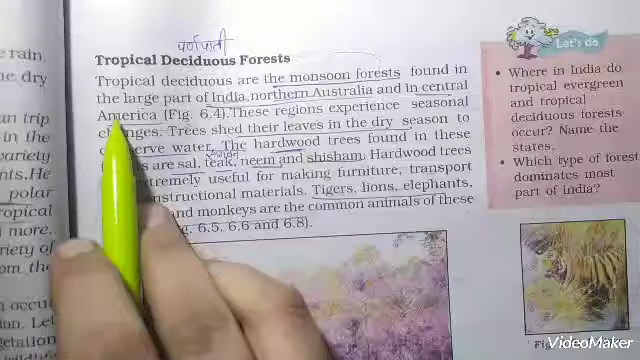 पर्णपाती
Tropical Deciduous Forests
Tropical deciduous are the monsoon forests found in
the large part of India, northern Australia and in central
America (Fig. 6.4). These regions experience seasonal
changes. Trees shed their leaves in the dry season to
conserve water. The hardwood trees found in these
are sal, teak, neem and shisham. Hardwood trees
extremely useful for making furniture, transport
constructional materials. Tigers, lions, elephants,
and monkeys are the common animals of these
6.5, 6.6 and 6.8).
Let's do
• Where in India do
tropical evergreen
and tropical
deciduous forests
occur? Name the
states.
• Which type of forest
dominates most
part of India?
e rain.
he dry
an trip
in the
variety
nts. He
polar
ropical
more.
riety of
om the
occur
on. Let
getation
VideoMaker